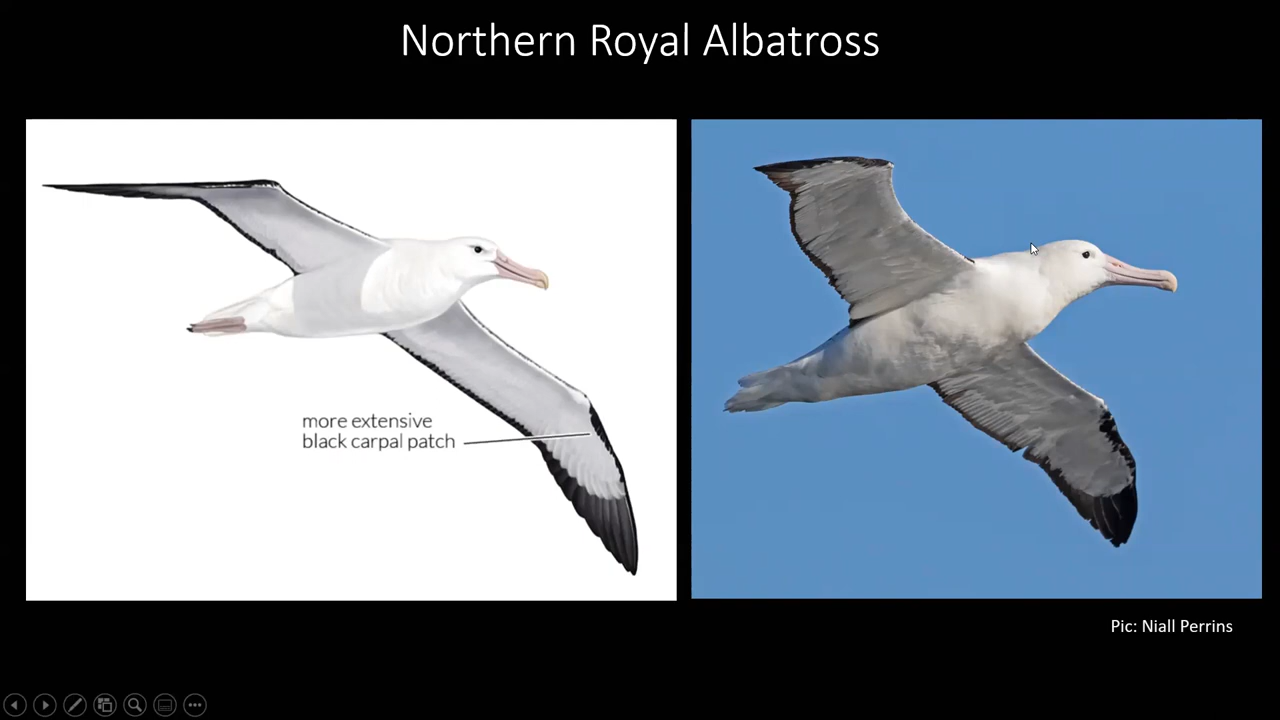 Northern Royal Albatross
more extensive
black carpal patch
Pic: Niall Perrins